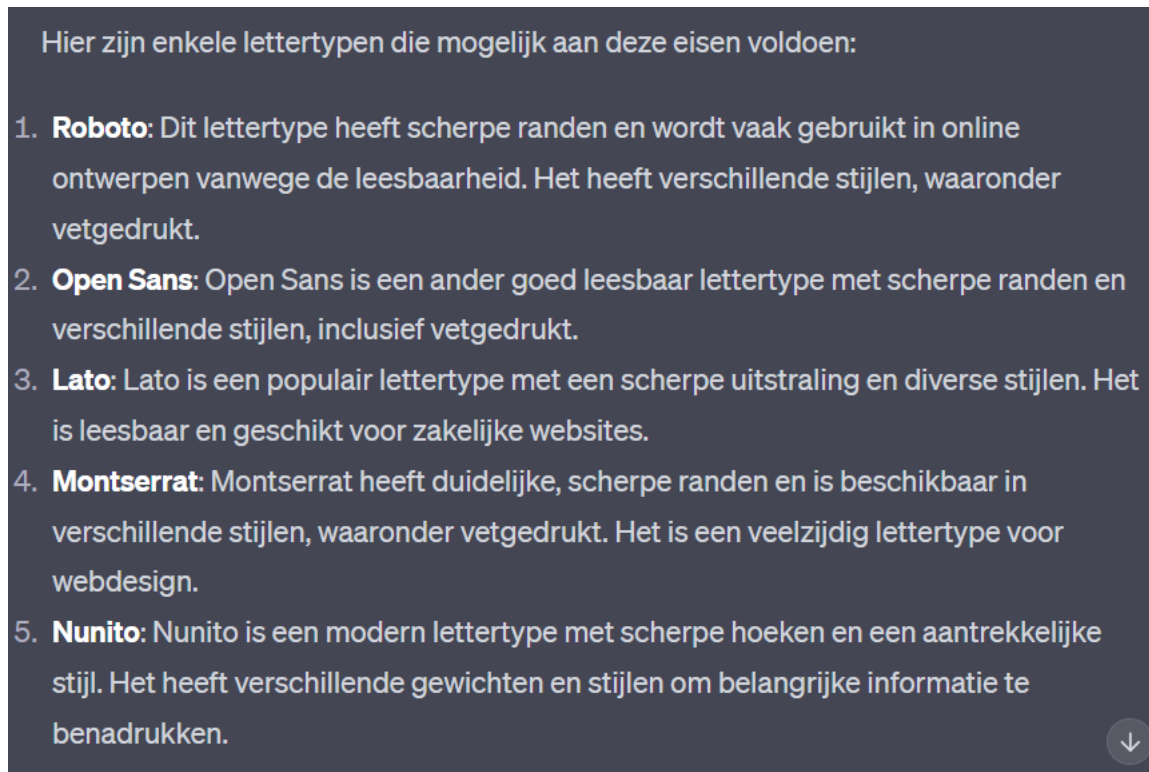 Hier zijn enkele lettertypen die mogelijk aan deze eisen voldoen:
1. Roboto: Dit lettertype heeft scherpe randen en wordt vaak gebruikt in online
ontwerpen vanwege de leesbaarheid. Het heeft verschillende stijlen, waaronder
vetgedrukt.
2. Open Sans: Open Sans is een ander goed leesbaar lettertype met scherpe randen en
verschillende stijlen, inclusief vetgedrukt.
3. Lato: Lato is een populair lettertype met een scherpe uitstraling en diverse stijlen. Het
is leesbaar en geschikt voor zakelijke websites.
4. Montserrat: Montserrat heeft duidelijke, scherpe randen en is beschikbaar in
verschillende stijlen, waaronder vetgedrukt. Het is een veelzijdig lettertype voor
webdesign.
5. Nunito: Nunito is een modern lettertype met scherpe hoeken en een aantrekkelijke
stijl. Het heeft verschillende gewichten en stijlen om belangrijke informatie te
benadrukken.